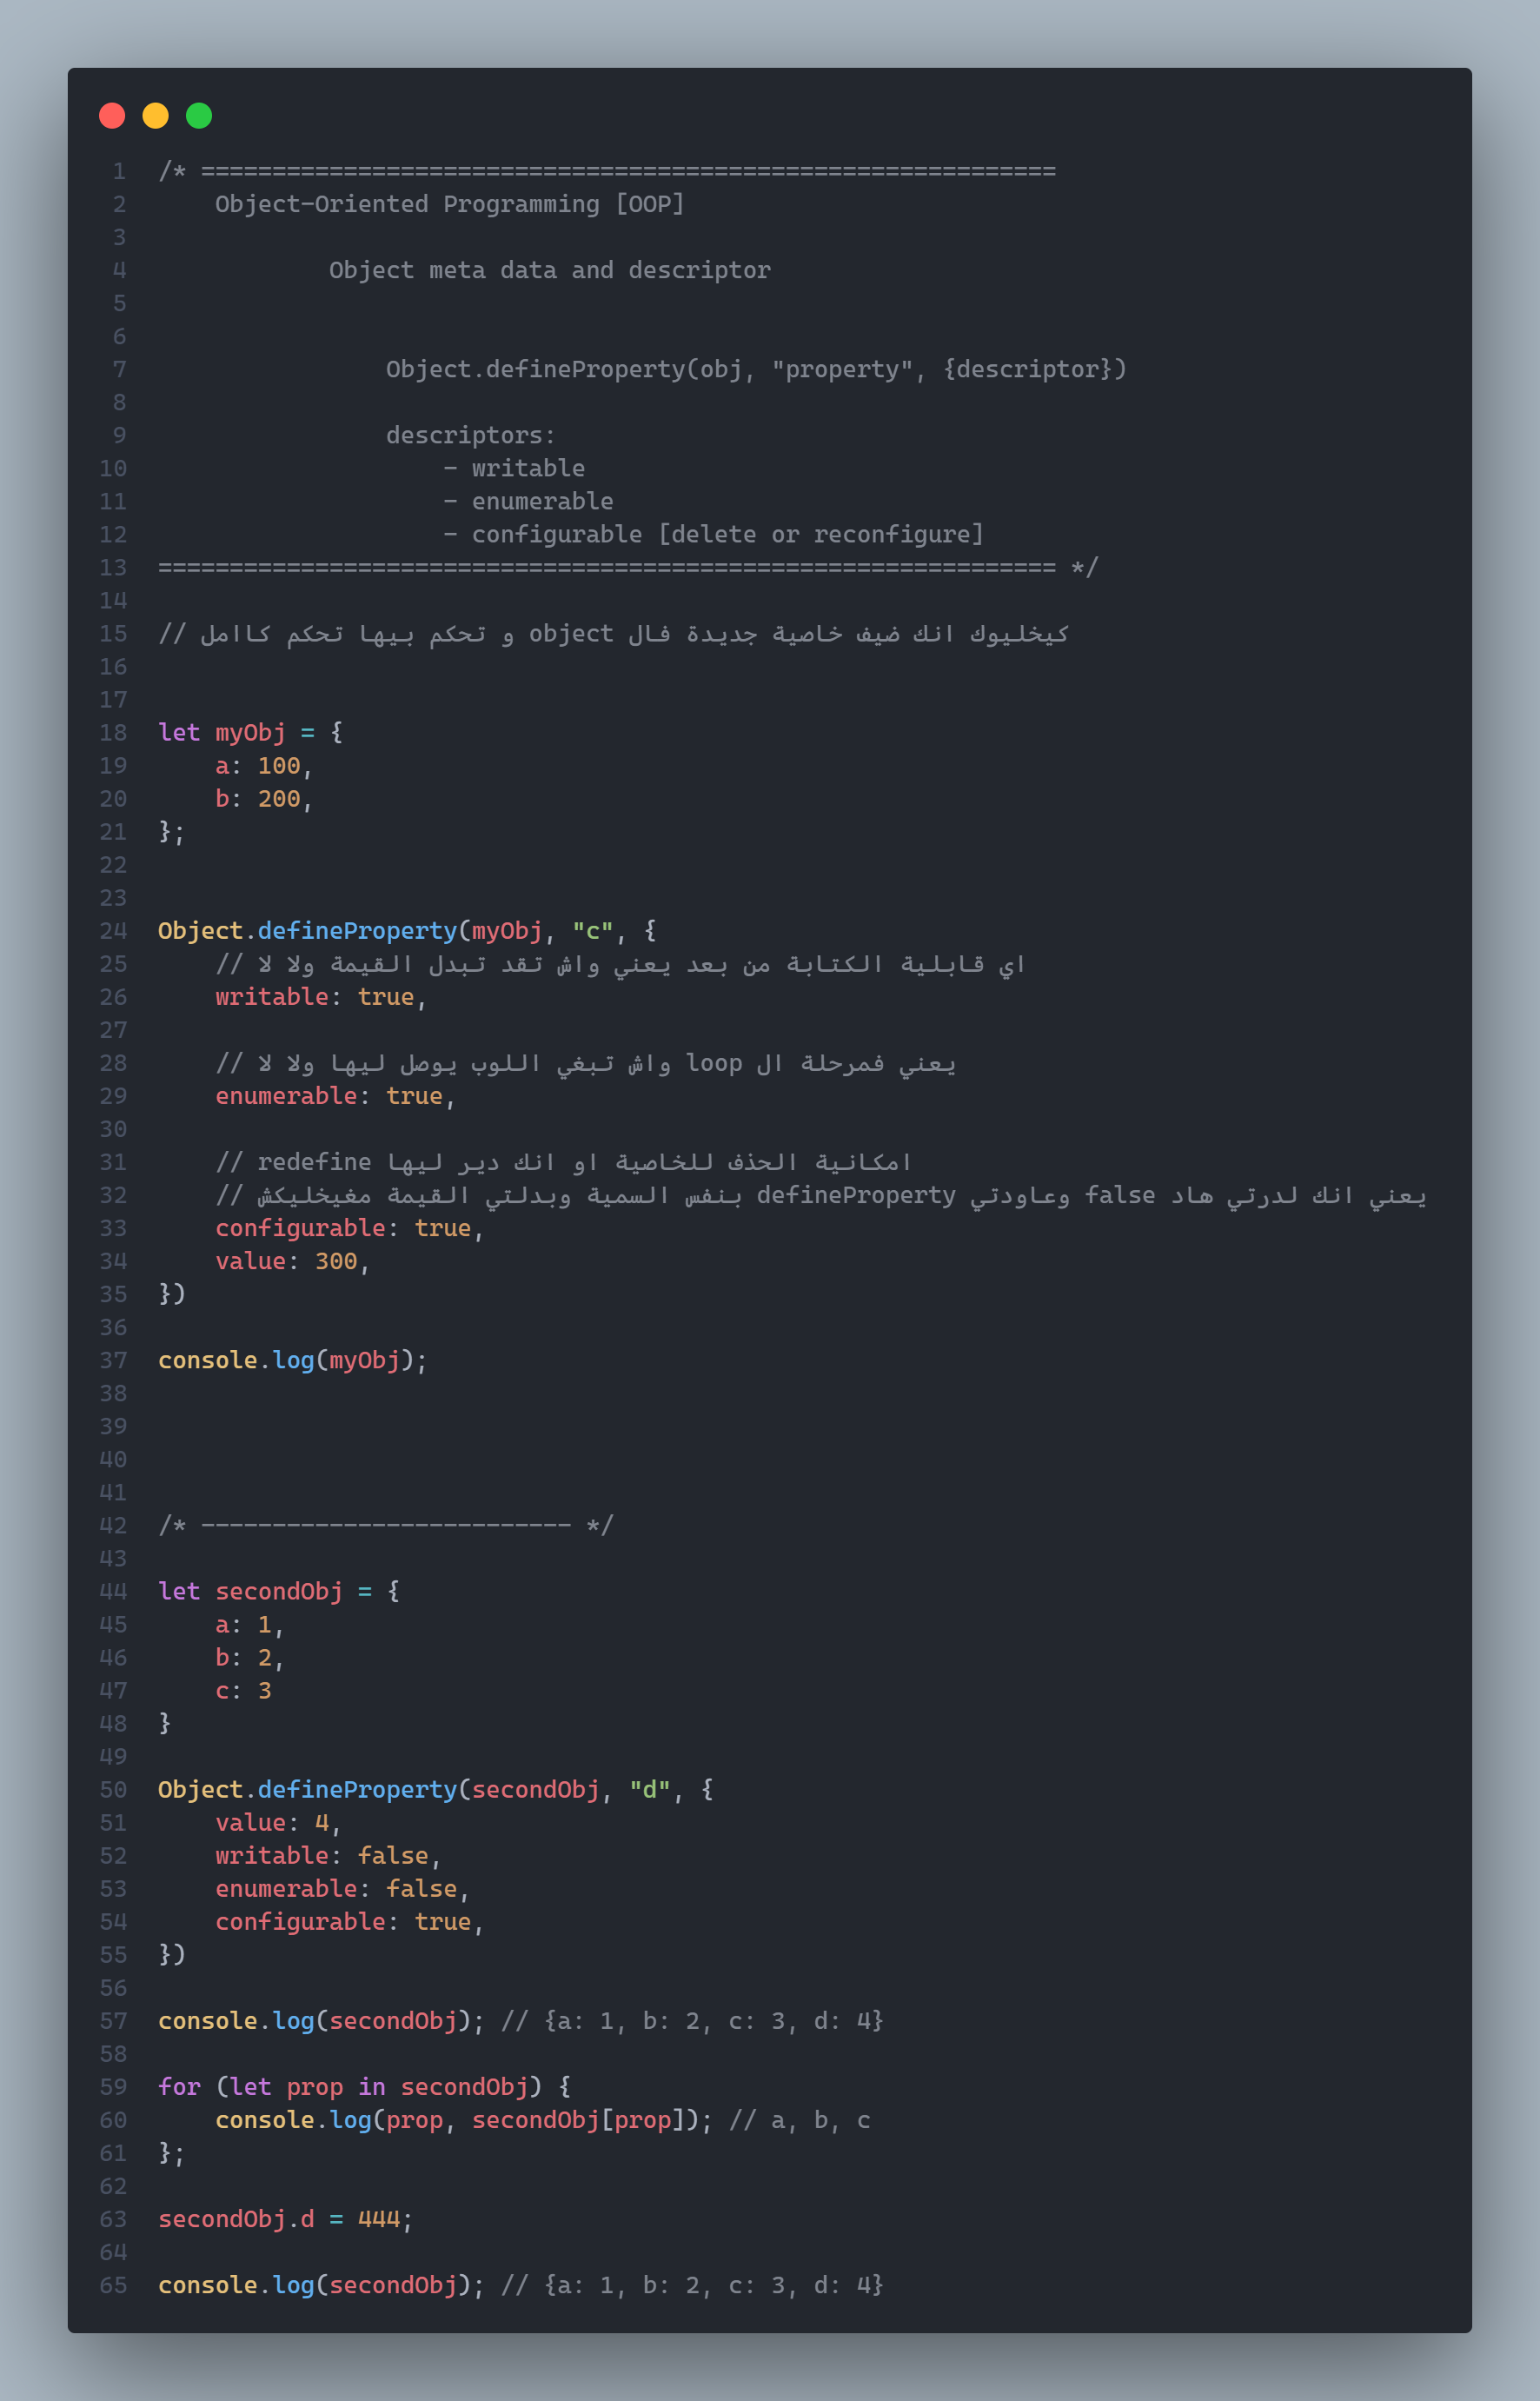 1 /* ============================================================
2     Object-Oriented Programming [OOP]
3
4             Object meta data and descriptor
5
6
7                 Object.defineProperty(obj, "property", {descriptor})
8
9                 descriptors:
10                     - writable
11                     - enumerable
12                     - configurable [delete or reconfigure]
13 =============================================================== */
14
15 // كيخليوك انك ضيف خاصية جديدة فال object و تحكم بيها تحكم كاامل
16
17
18 let myObj = {
19     a: 100,
20     b: 200,
21 };
22
23
24 Object.defineProperty(myObj, "c", {
25     // اي قابلية الكتابة من بعد يعني واش تقد تبدل القيمة ولا لا
26     writable: true,
27
28     // يعني فمرحلة ال loop واش تبغي اللوب يوصل ليها ولا لا
29     enumerable: true,
30
31     // امكانية الحذف للخاصية او انك دير ليها redefine
32     // يعني انك لدرتي هاد false وعاودتي defineProperty بنفس السمية وبدلتي القيمة مغيخليكش
33     configurable: true,
34     value: 300,
35 })
36
37 console.log(myObj);
38
39
40
41
42 /* -------------------------- */
43
44 let secondObj = {
45     a: 1,
46     b: 2,
47     c: 3
48 }
49
50 Object.defineProperty(secondObj, "d", {
51     value: 4,
52     writable: false,
53     enumerable: false,
54     configurable: true,
55 })
56
57 console.log(secondObj); // {a: 1, b: 2, c: 3, d: 4}
58
59 for (let prop in secondObj) {
60     console.log(prop, secondObj[prop]); // a, b, c
61 };
62
63 secondObj.d = 444;
64
65 console.log(secondObj); // {a: 1, b: 2, c: 3, d: 4}